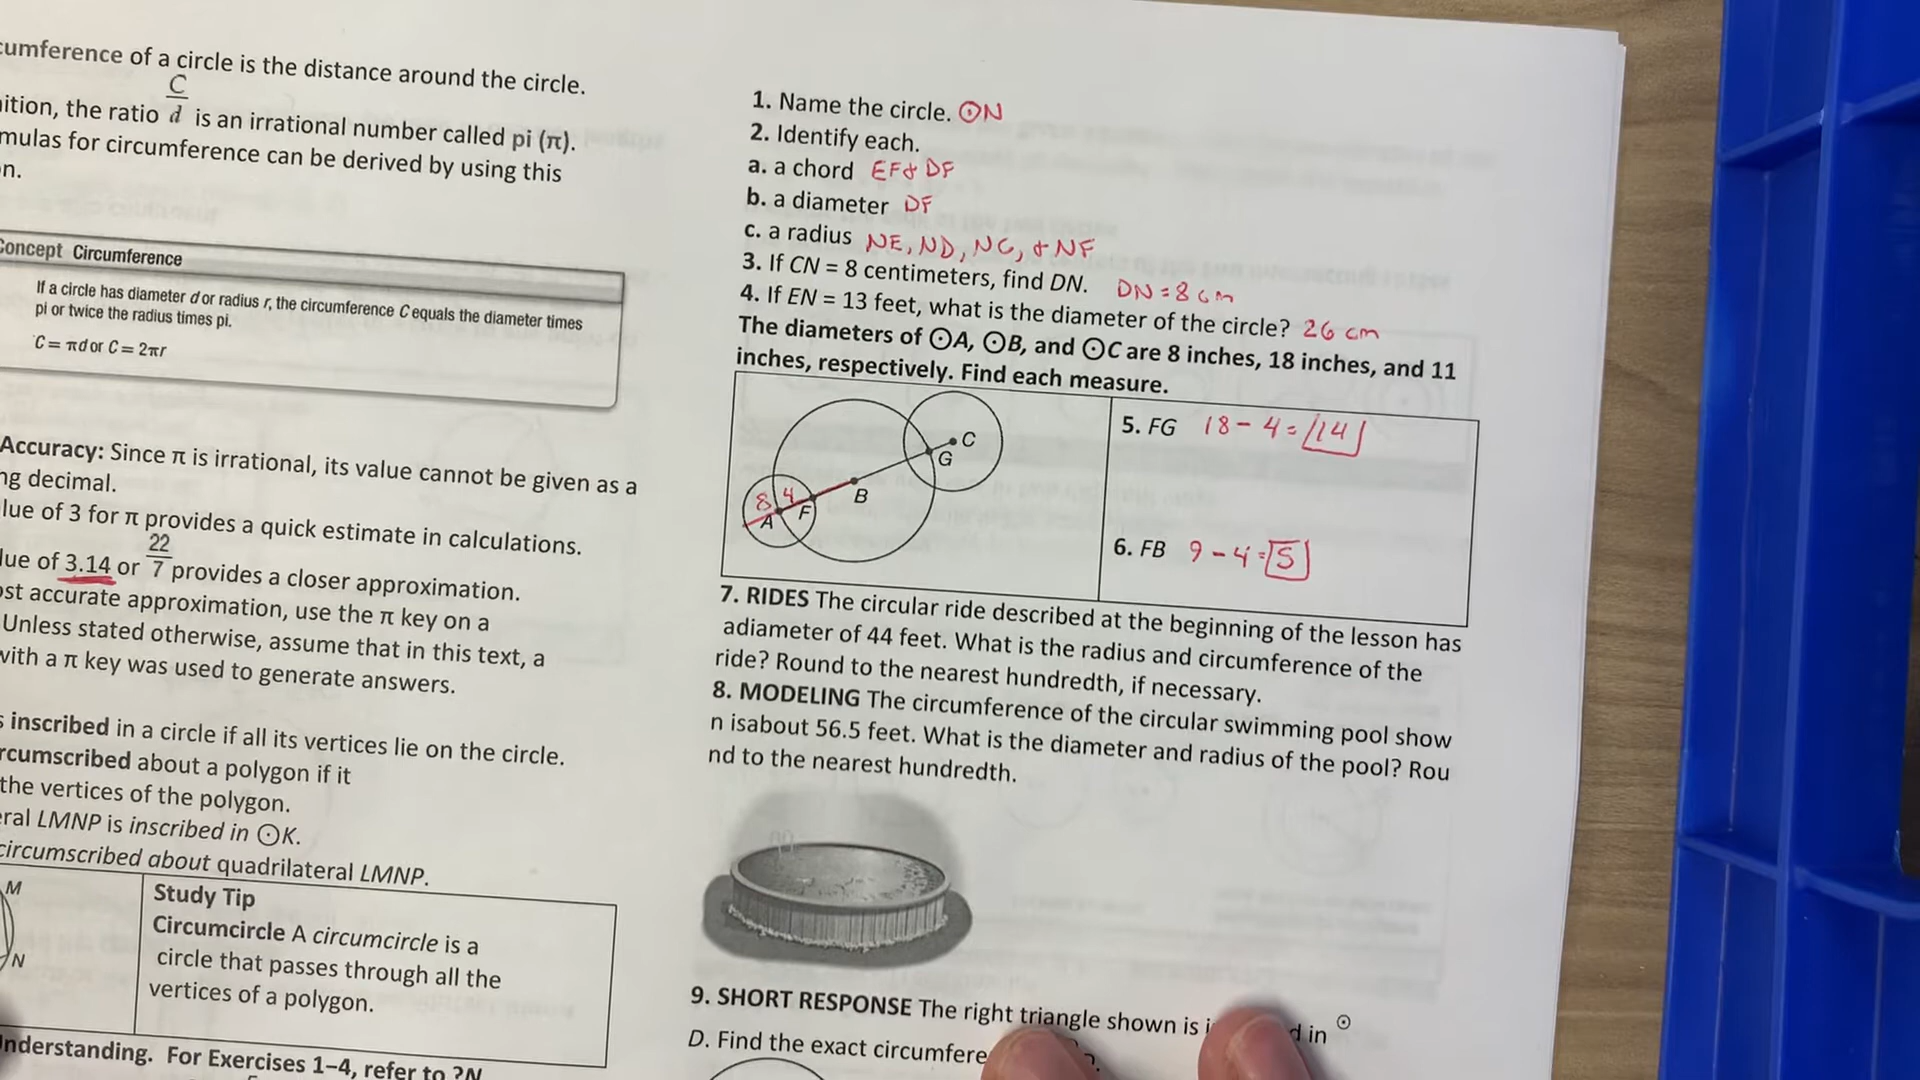 cumference of a circle is the distance around the circle.
C
nition, the ratio d is an irrational number called pi (π).
mulas for circumference can be derived by using this
n.
Concept Circumference
If a circle has diameter d or radius r, the circumference C equals the diameter times
pi or twice the radius times pi.
C = πd or C = 2πr
Accuracy: Since π is irrational, its value cannot be given as a
ng decimal.
lue of 3 for π provides a quick estimate in calculations.
22
lue of 3.14 or 7 provides a closer approximation.
ost accurate approximation, use the π key on a
Unless stated otherwise, assume that in this text, a
with a π key was used to generate answers.
s inscribed in a circle if all its vertices lie on the circle.
rcumscribed about a polygon if it
the vertices of the polygon.
eral LMNP is inscribed in ⊙K.
circumscribed about quadrilateral LMNP.
M
N
Study Tip
Circumcircle A circumcircle is a
circle that passes through all the
vertices of a polygon.
Understanding. For Exercises 1–4, refer to ?N
1. Name the circle. ⊙N
2. Identify each.
a. a chord EF & DF
b. a diameter DF
c. a radius NE, ND, NC, & NF
3. If CN = 8 centimeters, find DN. DN = 8 cm
4. If EN = 13 feet, what is the diameter of the circle? 26 cm
The diameters of ⊙A, ⊙B, and ⊙C are 8 inches, 18 inches, and 11
inches, respectively. Find each measure.
C
G
B
8 4
A F
5. FG 18 - 4 = 14
6. FB 9 - 4 = 5
7. RIDES The circular ride described at the beginning of the lesson has
adiameter of 44 feet. What is the radius and circumference of the
ride? Round to the nearest hundredth, if necessary.
8. MODELING The circumference of the circular swimming pool show
n isabout 56.5 feet. What is the diameter and radius of the pool? Rou
nd to the nearest hundredth.
9. SHORT RESPONSE The right triangle shown is i d in ⊙
D. Find the exact circumfere